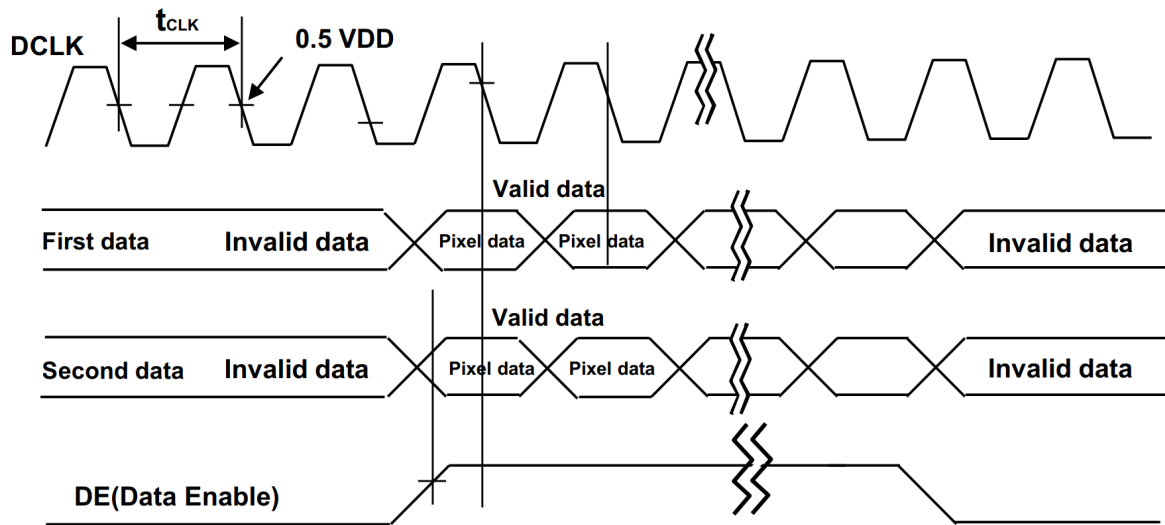 tCLK
0.5 VDD
DCLK
Valid data
First data
Invalid data
Pixel data
Pixel data
Invalid data
Valid data
Second data
Invalid data
Pixel data
Pixel data
Invalid data
DE(Data Enable)